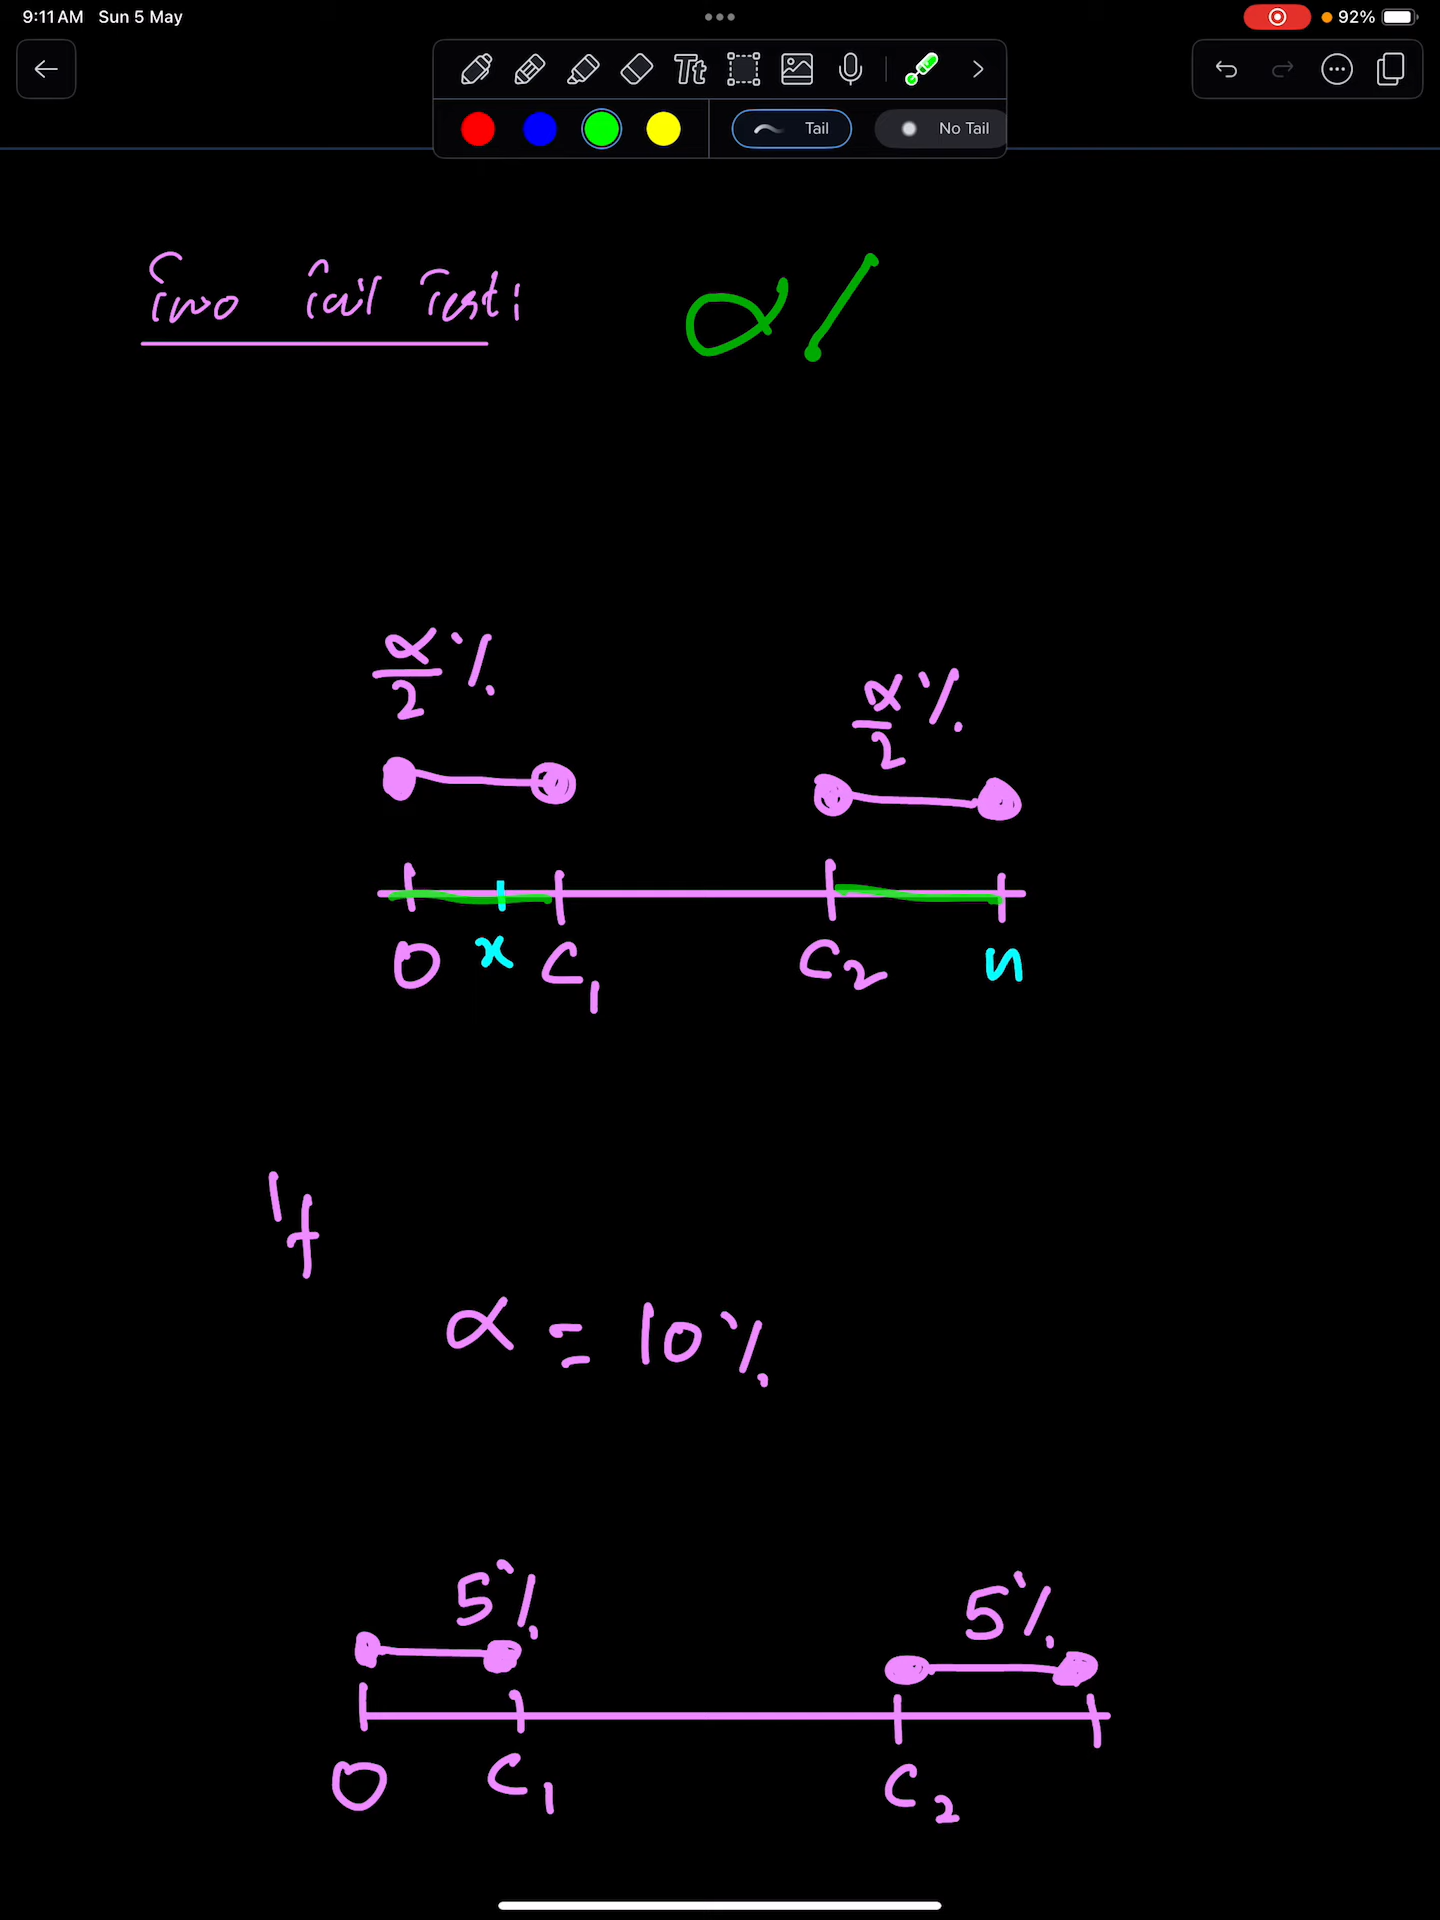 9:11 AM Sun 5 May
92%
Tt
Tail No Tail
Two Tail Test:
α%
α/2 %
α/2 %
0 x C₁ C₂ n
If
α = 10%
5% 5%
0 C₁ C₂